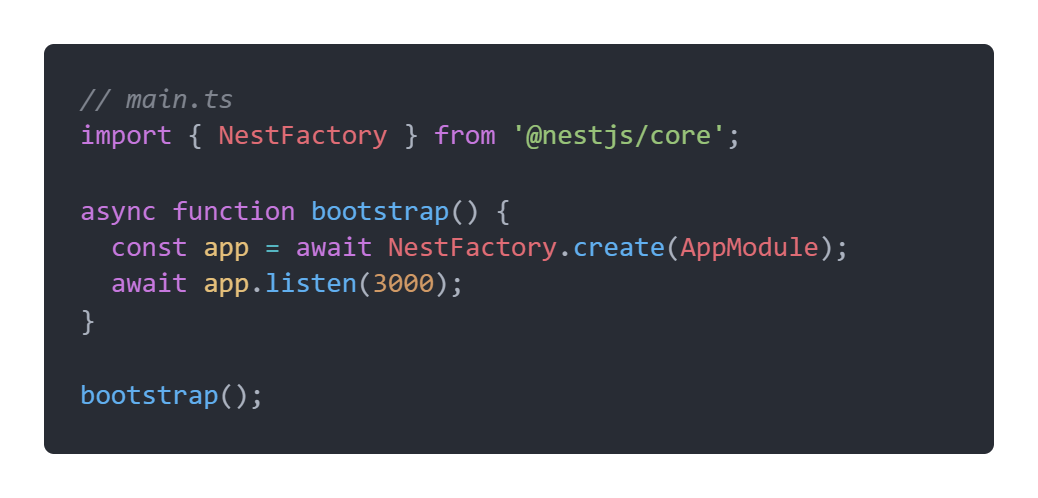 // main.ts
import { NestFactory } from '@nestjs/core';
async function bootstrap() {
  const app = await NestFactory.create(AppModule);
  await app.listen(3000);
}
bootstrap();